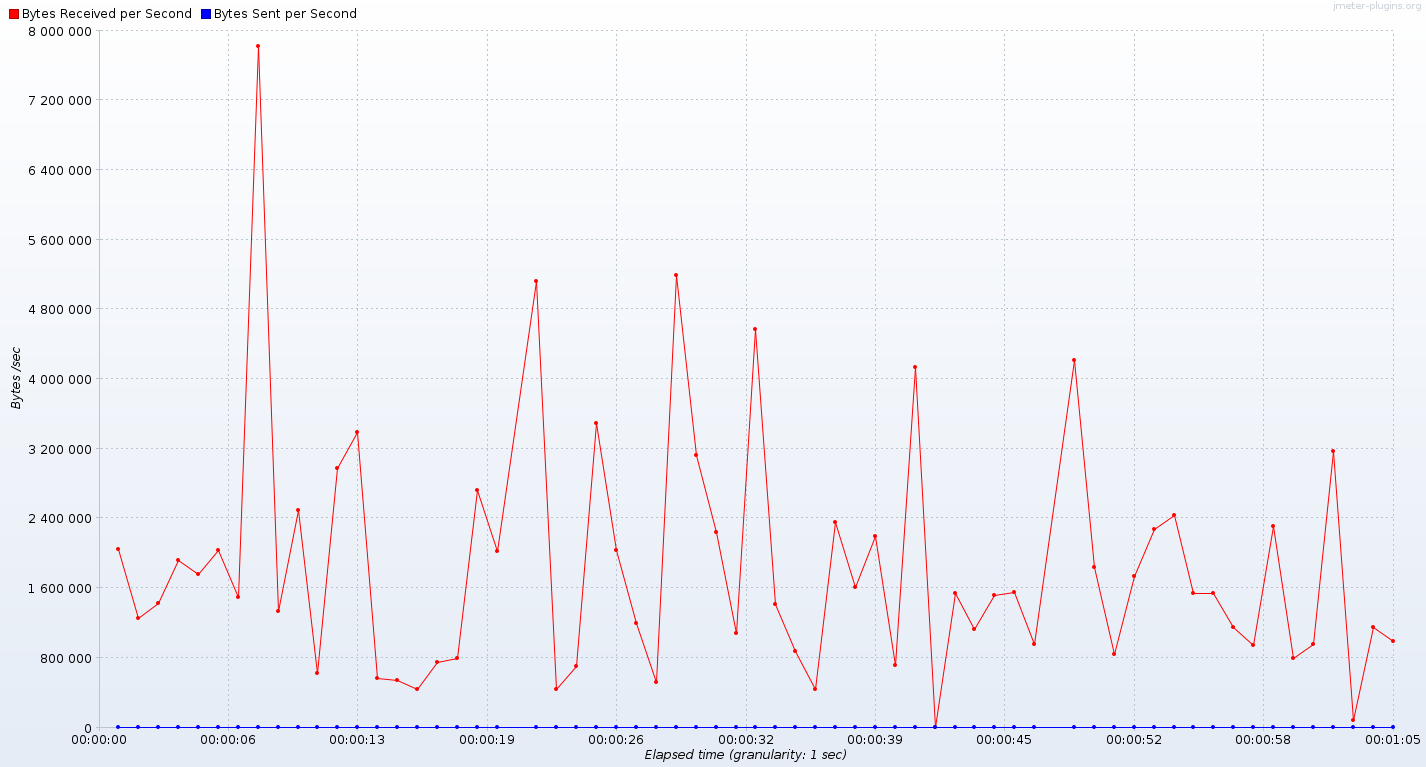 jmeter-plugins.org
Bytes Received per Second Bytes Sent per Second
8 000 000
7 200 000
6 400 000
5 600 000
4 800 000
4 000 000
3 200 000
2 400 000
1 600 000
800 000
0
Bytes /sec
00:00:00 00:00:06 00:00:13 00:00:19 00:00:26 00:00:32 00:00:39 00:00:45 00:00:52 00:00:58 00:01:05
Elapsed time (granularity: 1 sec)